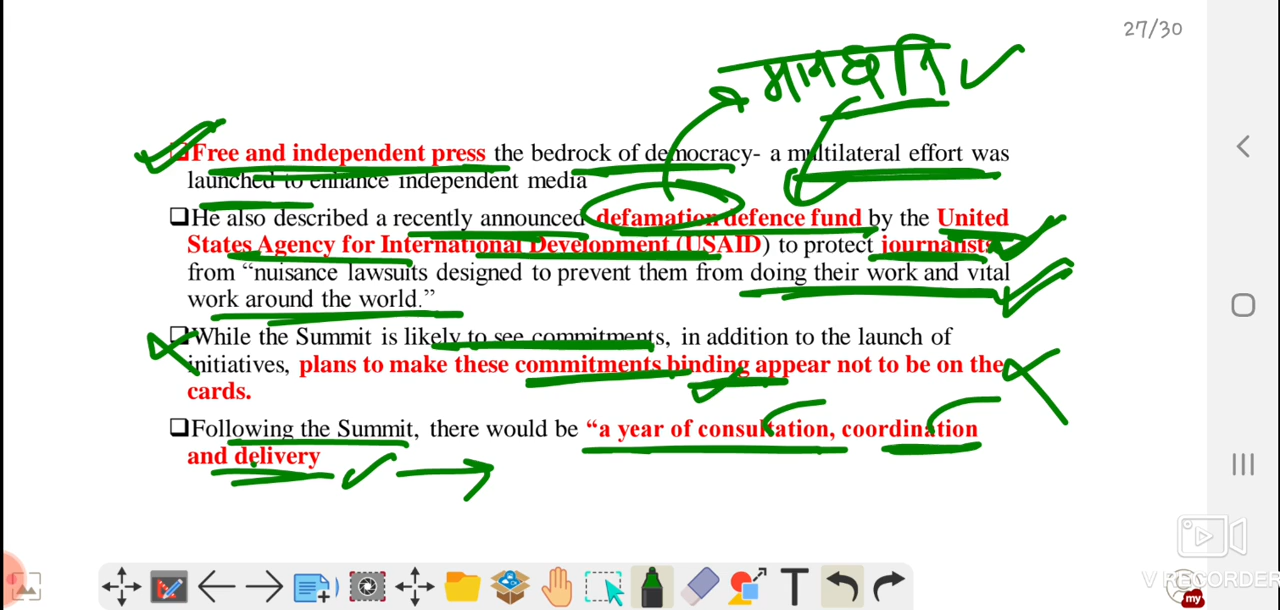 27/30
मानछति
❑Free and independent press the bedrock of democracy- a multilateral effort was
launched to enhance independent media
❑He also described a recently announced defamation defence fund by the United
States Agency for International Development (USAID) to protect journalists
from “nuisance lawsuits designed to prevent them from doing their work and vital
work around the world.”
❑While the Summit is likely to see commitments, in addition to the launch of
initiatives, plans to make these commitments binding appear not to be on the
cards.
❑Following the Summit, there would be “a year of consultation, coordination
and delivery
V RECORDER
my